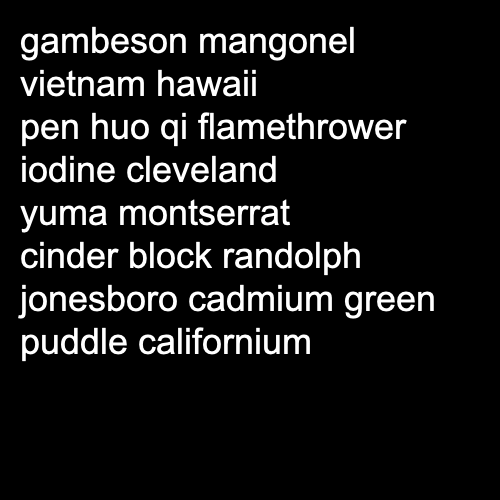 gambeson mangonel
vietnam hawaii
pen huo qi flamethrower
iodine cleveland
yuma montserrat
cinder block randolph
jonesboro cadmium green
puddle californium